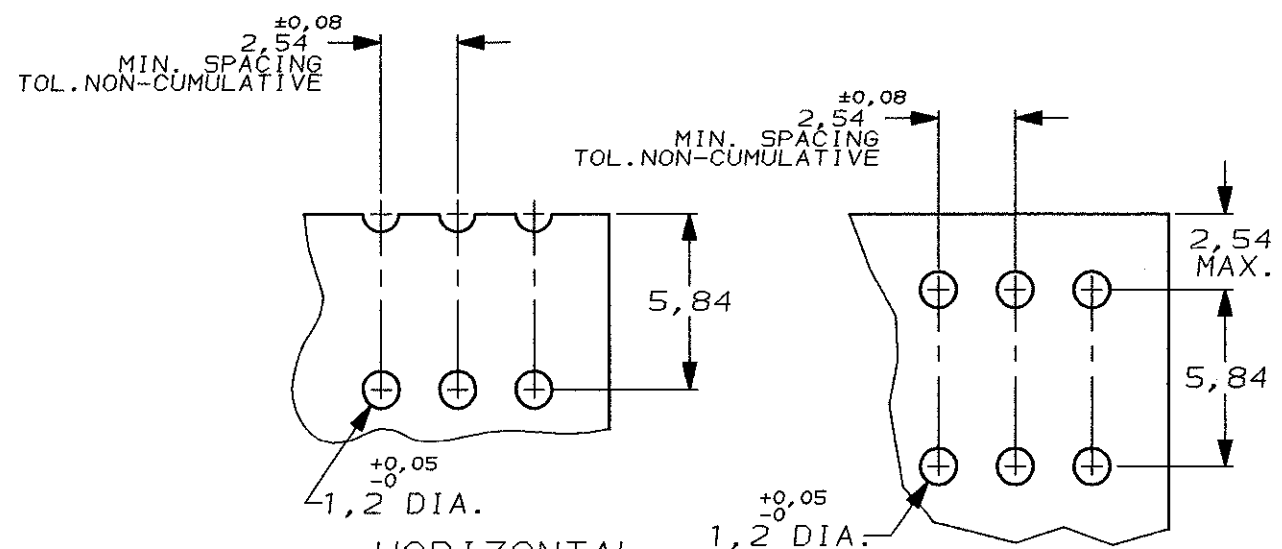 ±0,08
2,54
MIN. SPACING
TOL.NON-CUMULATIVE
5,84
+0,05
-0
1,2 DIA.
HORIZONTAL
±0,08
2,54
MIN. SPACING
TOL.NON-CUMULATIVE
2,54
MAX.
5,84
+0,05
-0
1,2 DIA.